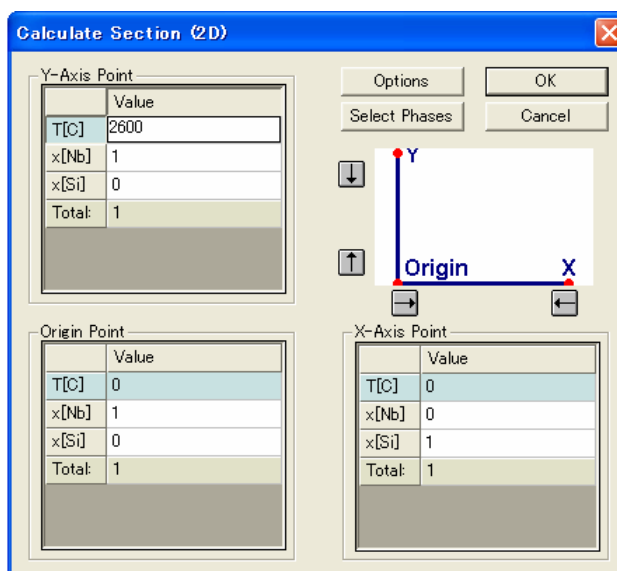 Calculate Section (2D)
Y-Axis Point
Value
T[C] 2600
x[Nb] 1
x[Si] 0
Total: 1
Options
OK
Select Phases
Cancel
Y
Origin
X
Origin Point
Value
T[C] 0
x[Nb] 1
x[Si] 0
Total: 1
X-Axis Point
Value
T[C] 0
x[Nb] 0
x[Si] 1
Total: 1